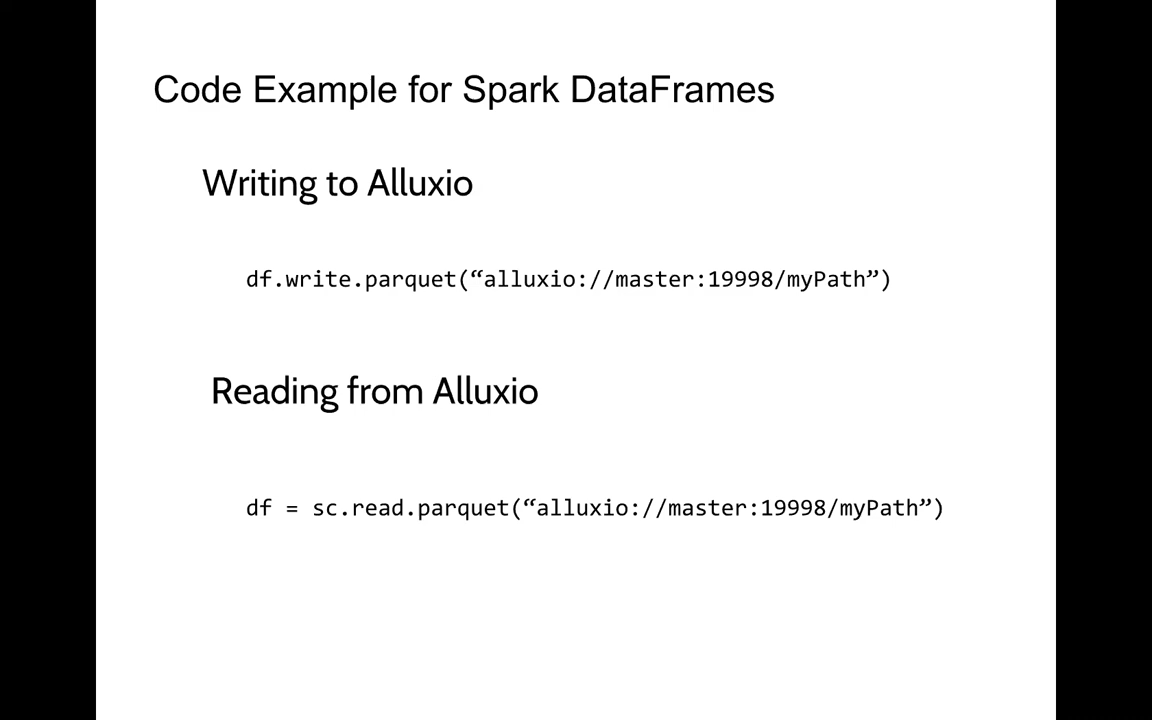 Code Example for Spark DataFrames
Writing to Alluxio
df.write.parquet(“alluxio://master:19998/myPath”)
Reading from Alluxio
df = sc.read.parquet(“alluxio://master:19998/myPath”)